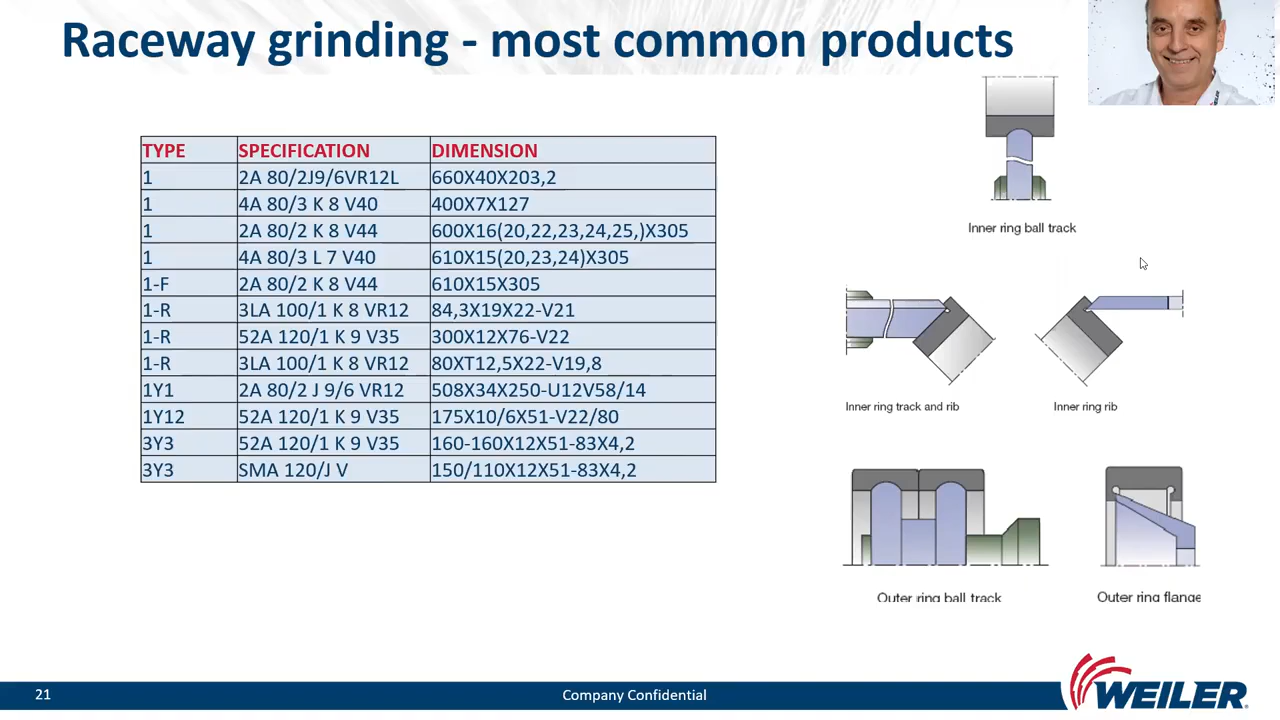 Raceway grinding - most common products
TYPE SPECIFICATION DIMENSION
1 2A 80/2J9/6VR12L 660X40X203,2
1 4A 80/3 K 8 V40 400X7X127
1 2A 80/2 K 8 V44 600X16(20,22,23,24,25,)X305
1 4A 80/3 L 7 V40 610X15(20,23,24)X305
1-F 2A 80/2 K 8 V44 610X15X305
1-R 3LA 100/1 K 8 VR12 84,3X19X22-V21
1-R 52A 120/1 K 9 V35 300X12X76-V22
1-R 3LA 100/1 K 8 VR12 80XT12,5X22-V19,8
1Y1 2A 80/2 J 9/6 VR12 508X34X250-U12V58/14
1Y12 52A 120/1 K 9 V35 175X10/6X51-V22/80
3Y3 52A 120/1 K 9 V35 160-160X12X51-83X4,2
3Y3 SMA 120/J V 150/110X12X51-83X4,2
Inner ring ball track
Inner ring track and rib
Inner ring rib
Outer ring ball track
Outer ring flange
21
Company Confidential
WEILER